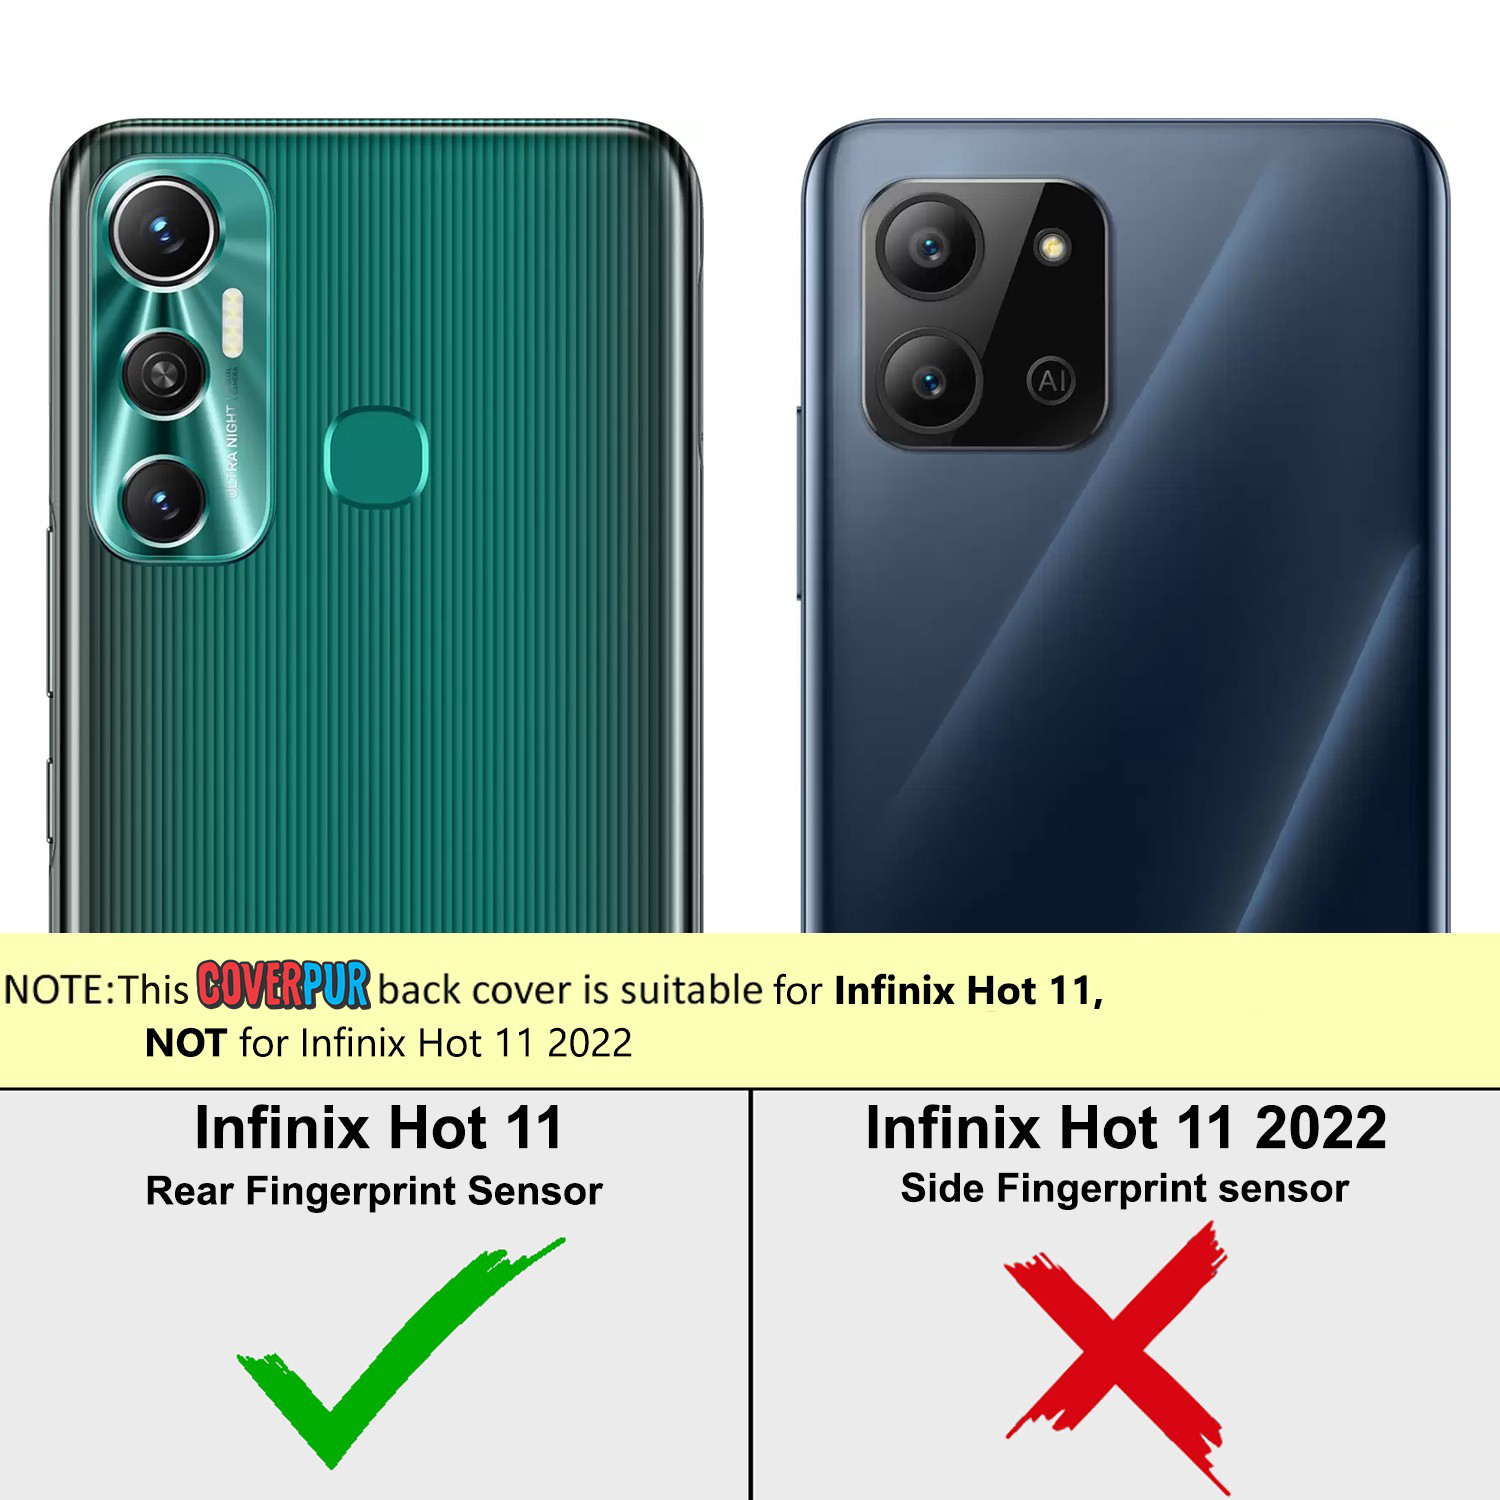 ULTRA NIGHT
AI
NOTE:This COVERPUR back cover is suitable for Infinix Hot 11,
NOT for Infinix Hot 11 2022
Infinix Hot 11
Rear Fingerprint Sensor
Infinix Hot 11 2022
Side Fingerprint sensor